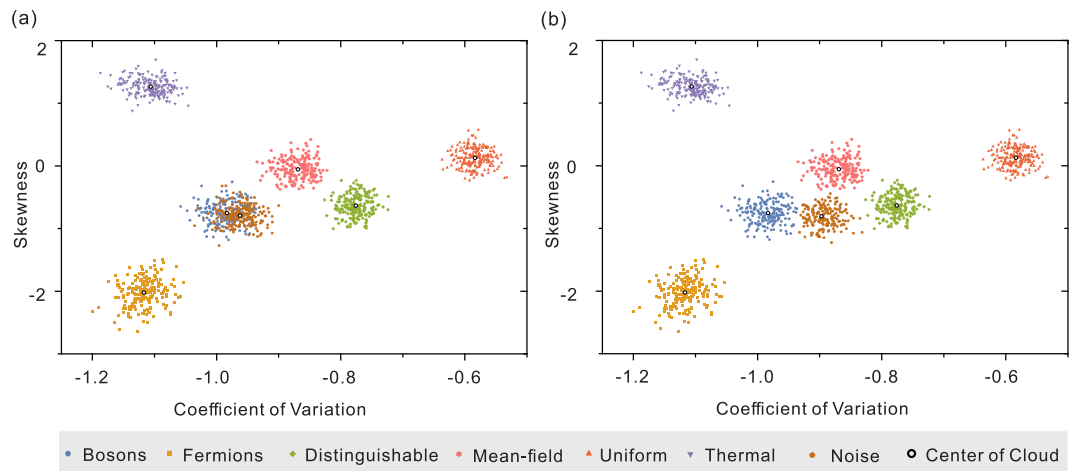 (a)
(b)
2
0
-2
Skewness
-1.2
-1.0
-0.8
-0.6
Coefficient of Variation
2
0
-2
Skewness
-1.2
-1.0
-0.8
-0.6
Coefficient of Variation
Bosons Fermions Distinguishable Mean-field Uniform Thermal Noise Center of Cloud